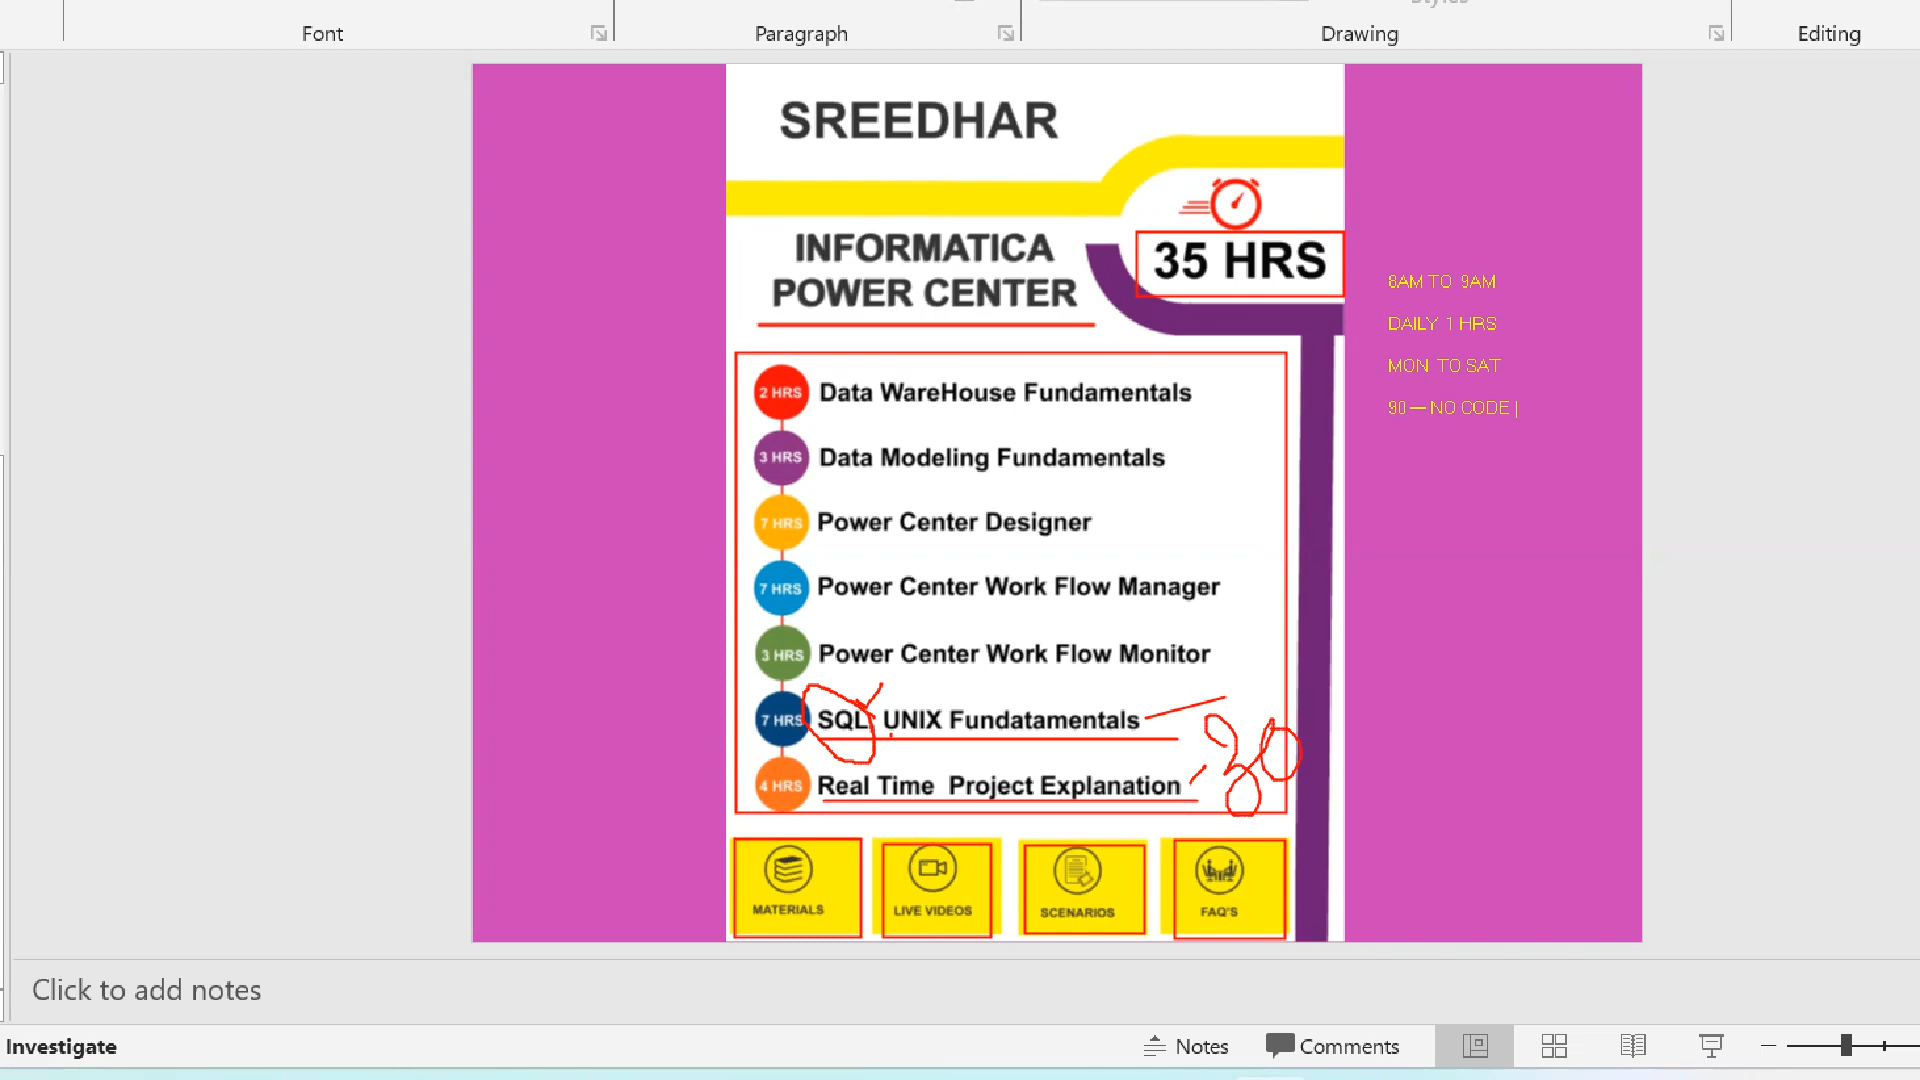 Font
Paragraph
Drawing
Editing
SREEDHAR
INFORMATICA
POWER CENTER
35 HRS
8AM TO 9AM
DAILY 1 HRS
MON TO SAT
90 — NO CODE
2 HRS Data WareHouse Fundamentals
3 HRS Data Modeling Fundamentals
7 HRS Power Center Designer
7 HRS Power Center Work Flow Manager
3 HRS Power Center Work Flow Monitor
7 HRS SQL, UNIX Fundatamentals
4 HRS Real Time Project Explanation
MATERIALS
LIVE VIDEOS
SCENARIOS
FAQ'S
Click to add notes
Investigate
Notes
Comments